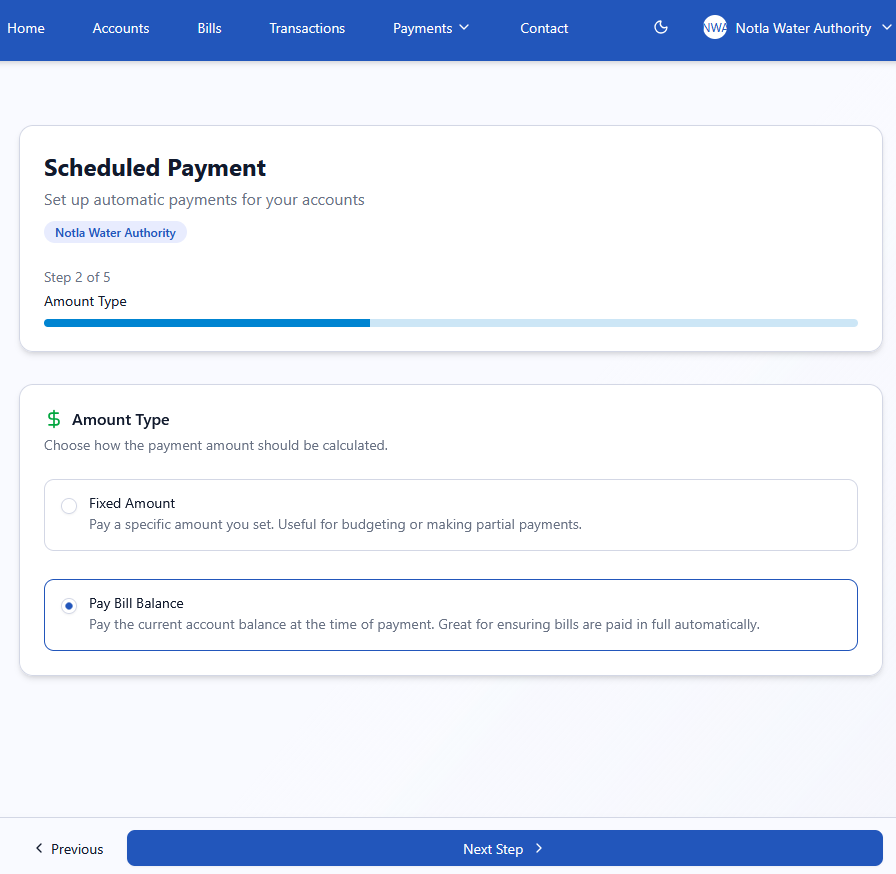 Home Accounts Bills Transactions Payments Contact NWA Notla Water Authority
Scheduled Payment
Set up automatic payments for your accounts
Notla Water Authority
Step 2 of 5
Amount Type
$ Amount Type
Choose how the payment amount should be calculated.
Fixed Amount
Pay a specific amount you set. Useful for budgeting or making partial payments.
Pay Bill Balance
Pay the current account balance at the time of payment. Great for ensuring bills are paid in full automatically.
Previous Next Step